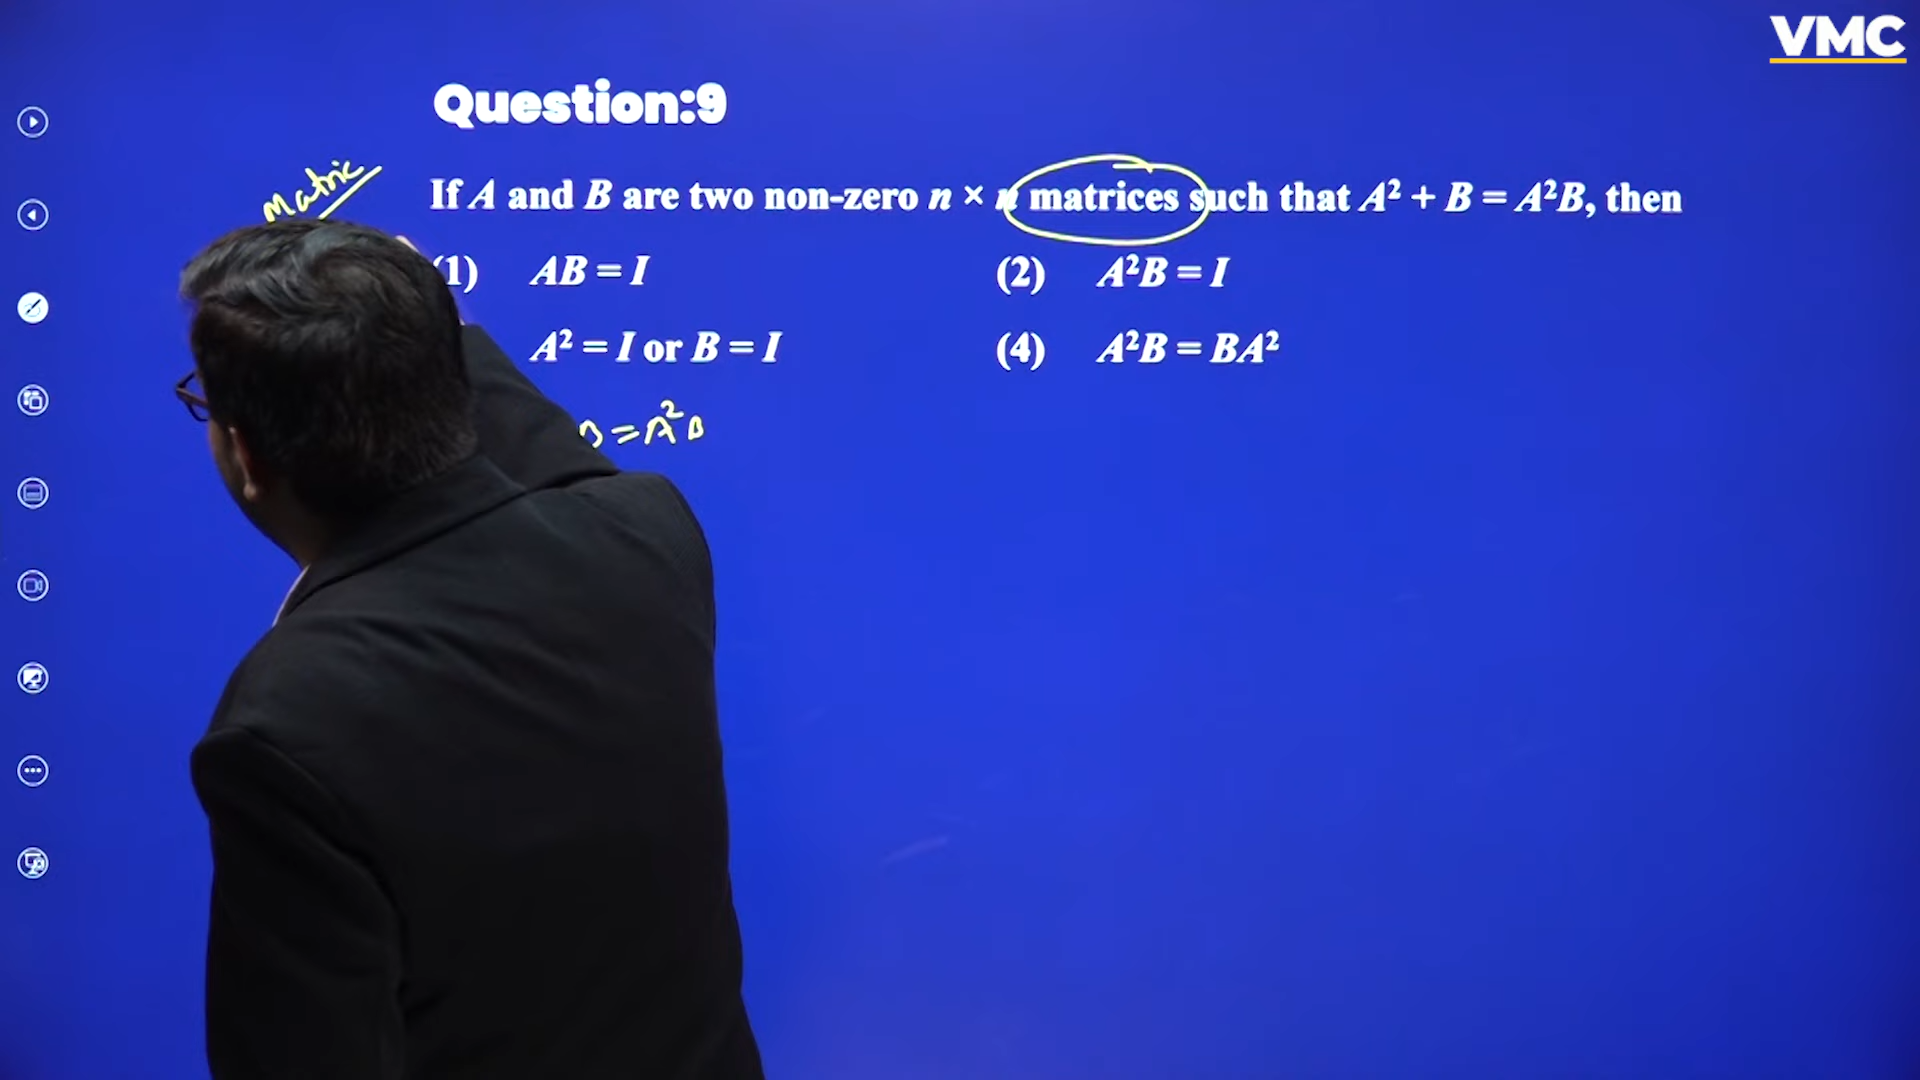 VMC
Question:9
Matric
If A and B are two non-zero n × n matrices such that A² + B = A²B, then
(1) AB = I
(2) A²B = I
A² = I or B = I
(4) A²B = BA²
B = A²B